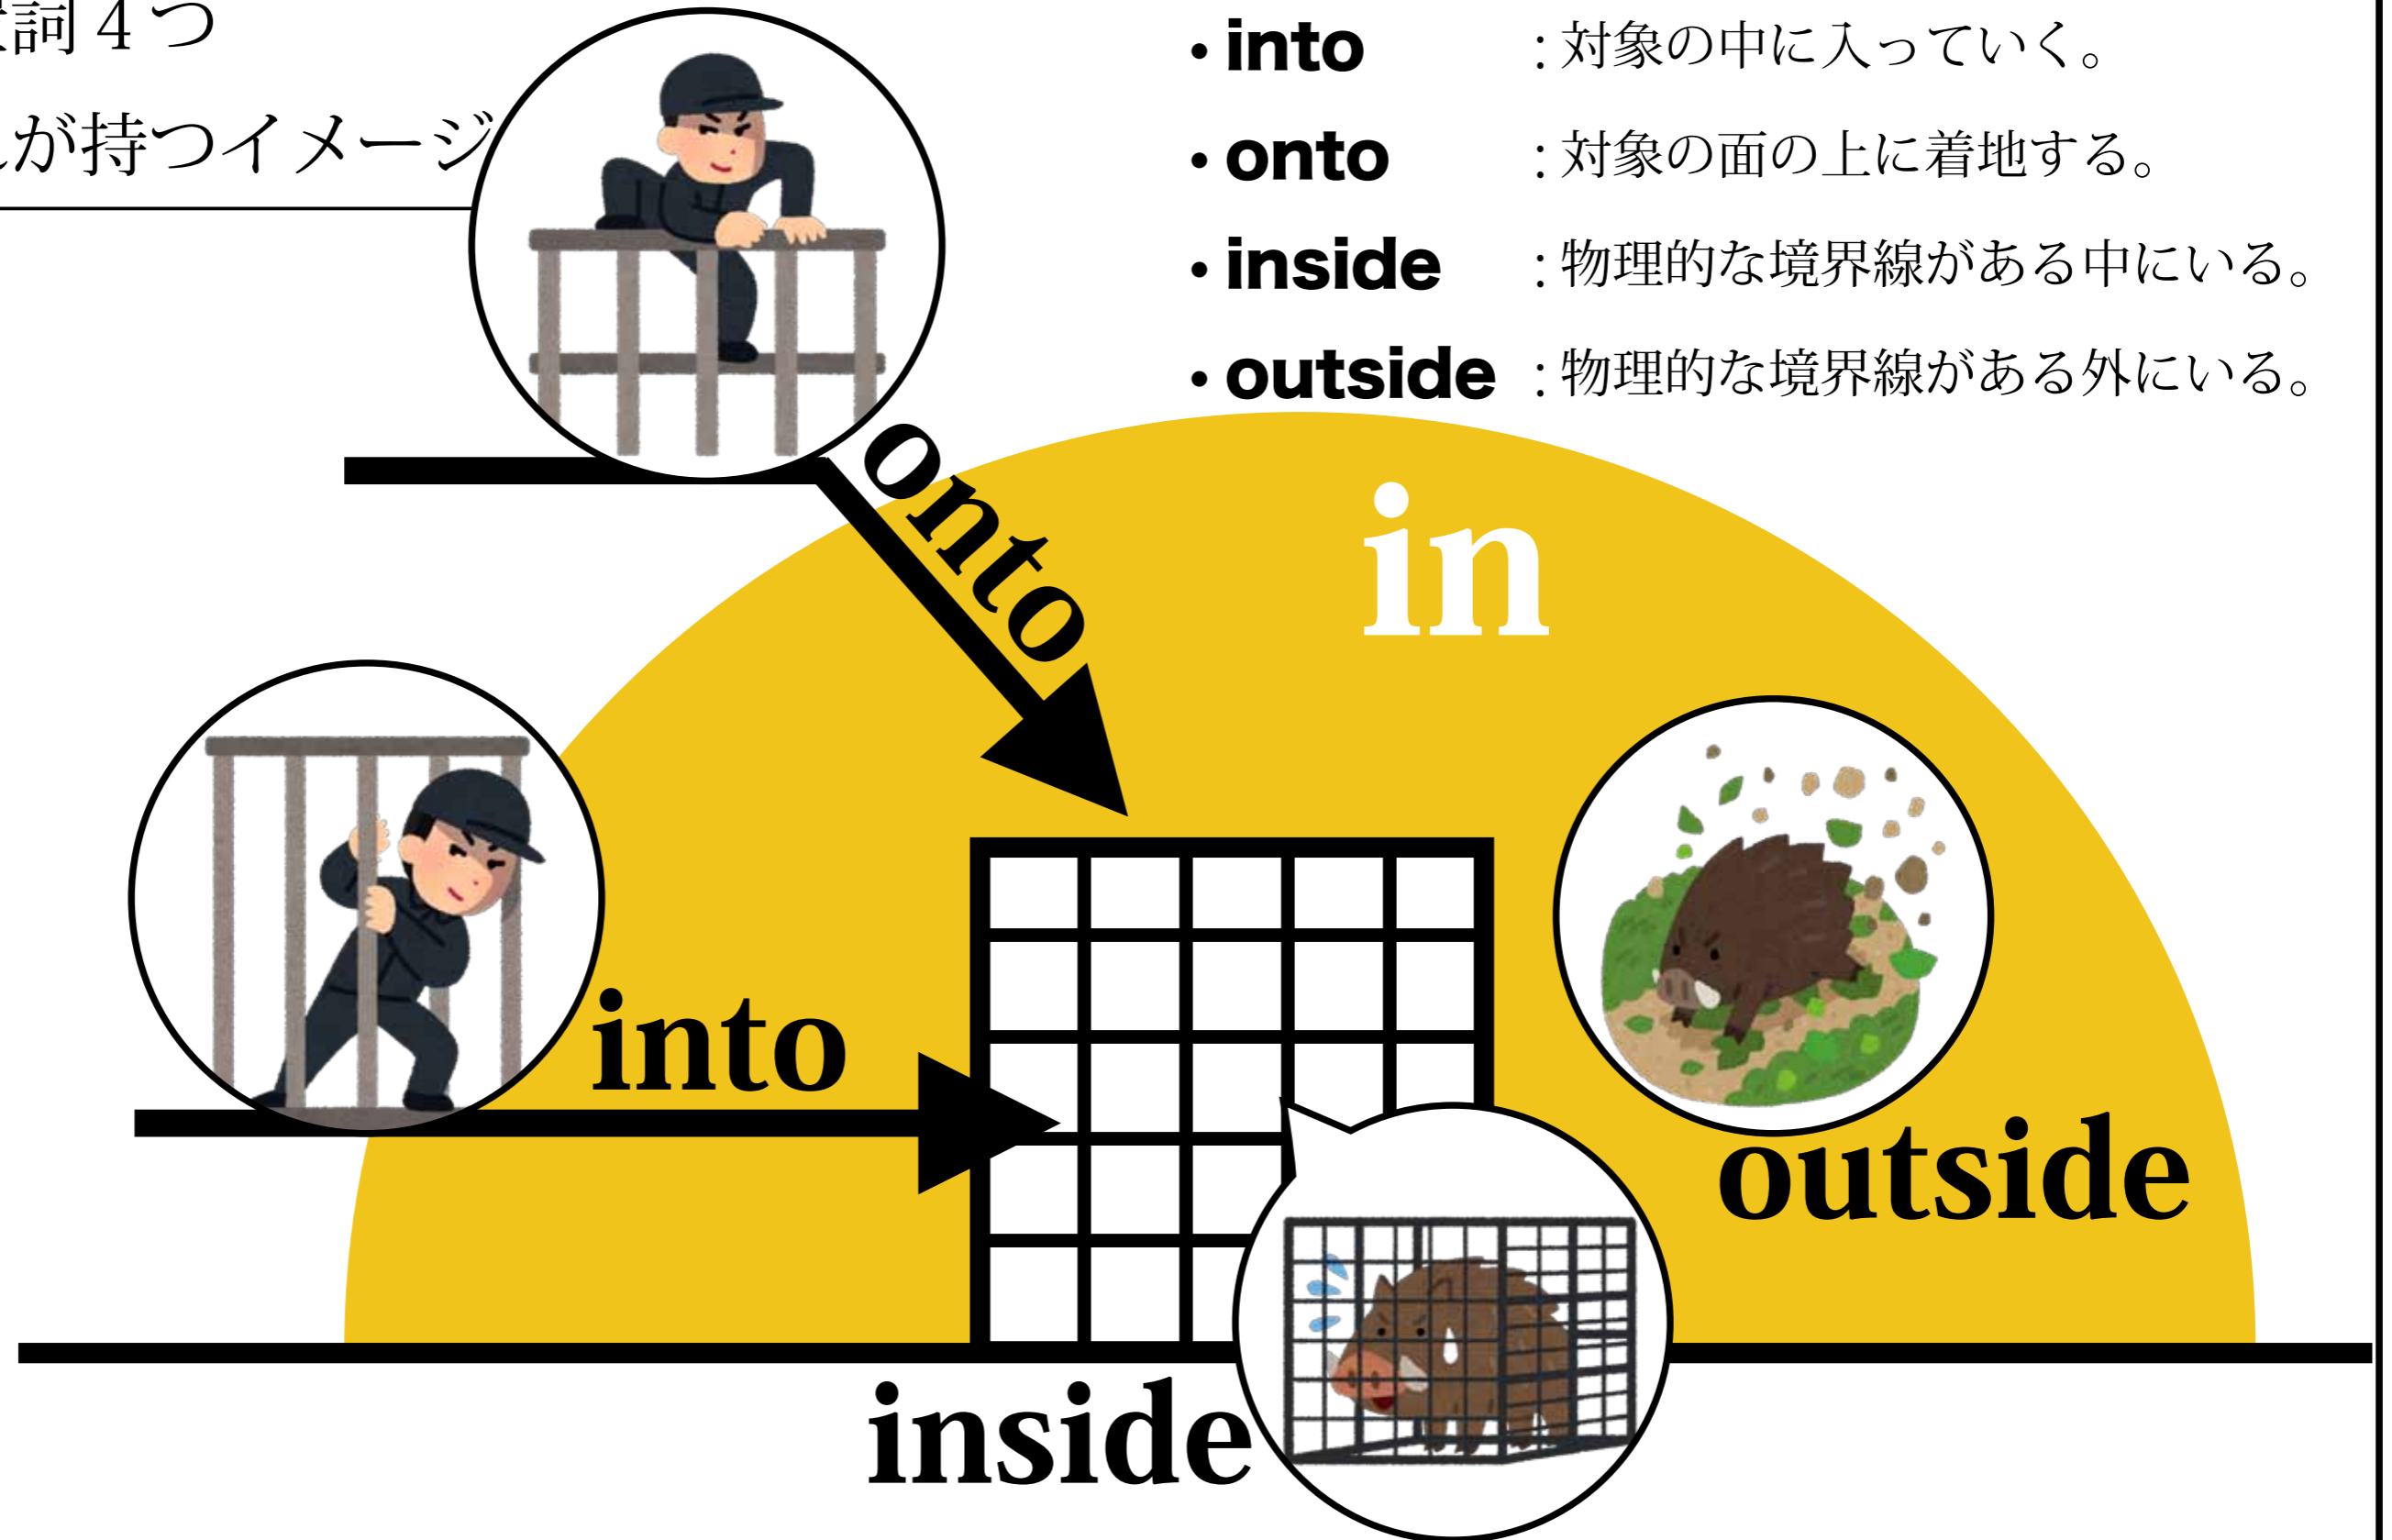 詞４つ
が持つイメージ
• into : 対象の中に入っていく。
• onto : 対象の面の上に着地する。
• inside : 物理的な境界線がある中にいる。
• outside : 物理的な境界線がある外にいる。
onto
in
into
outside
inside